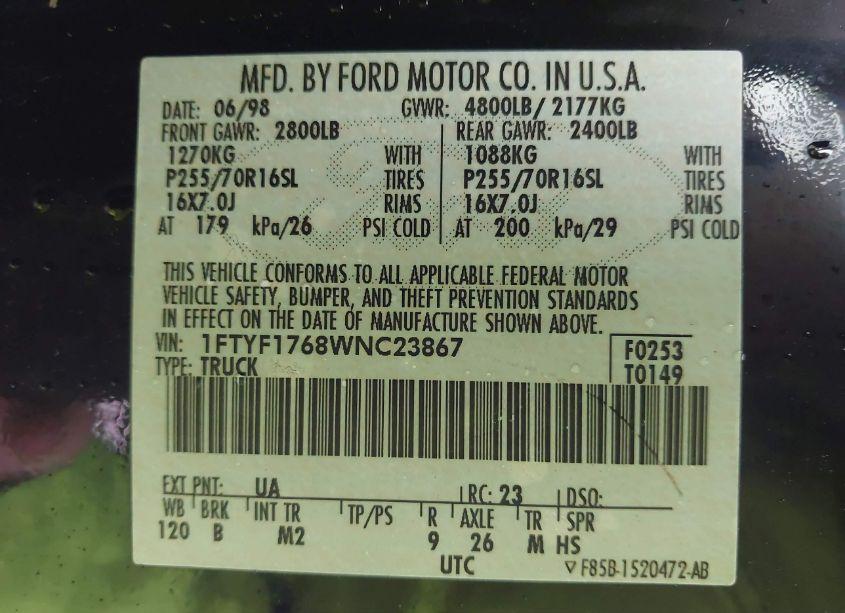 MFD. BY FORD MOTOR CO. IN U.S.A.
DATE: 06/98 GVWR: 4800LB/ 2177KG
FRONT GAWR: 2800LB REAR GAWR: 2400LB
1270KG WITH 1088KG WITH
P255/70R16SL TIRES P255/70R16SL TIRES
16X7.0J RIMS 16X7.0J RIMS
AT 179 kPa/26 PSI COLD AT 200 kPa/29 PSI COLD
THIS VEHICLE CONFORMS TO ALL APPLICABLE FEDERAL MOTOR
VEHICLE SAFETY, BUMPER, AND THEFT PREVENTION STANDARDS
IN EFFECT ON THE DATE OF MANUFACTURE SHOWN ABOVE.
VIN: 1FTYF1768WNC23867 F0253
TYPE: TRUCK T0149
EXT PNT: UA RC: 23 DSO:
WB BRK INT TR TP/PS R AXLE TR SPR
120 B M2 9 26 M HS
UTC ▽ F85B-1520472-AB